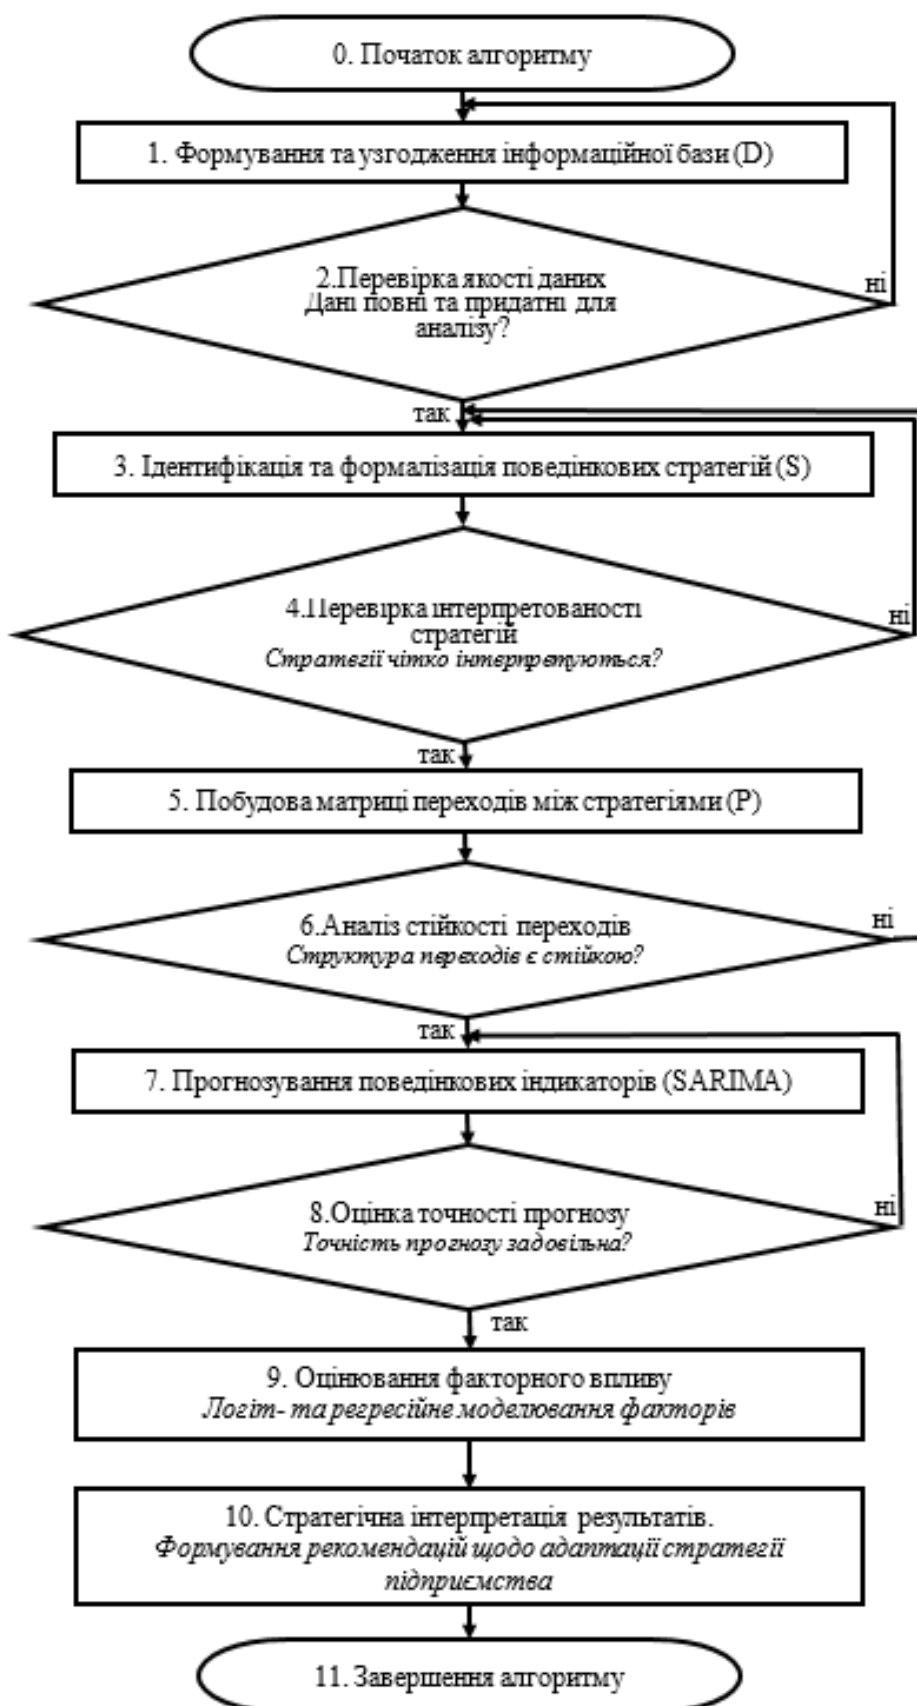 0. Початок алгоритму
1. Формування та узгодження інформаційної бази (D)
2.Перевірка якості даних
Дані повні та придатні для
аналізу?
ні
так
3. Ідентифікація та формалізація поведінкових стратегій (S)
4.Перевірка інтерпретованості
стратегій
Стратегії чітко інтерпретуються?
ні
так
5. Побудова матриці переходів між стратегіями (P)
6.Аналіз стійкості переходів
Структура переходів є стійкою?
ні
так
7. Прогнозування поведінкових індикаторів (SARIMA)
8.Оцінка точності прогнозу
Точність прогнозу задовільна?
ні
так
9. Оцінювання факторного впливу
Логіт- та регресійне моделювання факторів
10. Стратегічна інтерпретація результатів.
Формування рекомендацій щодо адаптації стратегії
підприємства
11. Завершення алгоритму